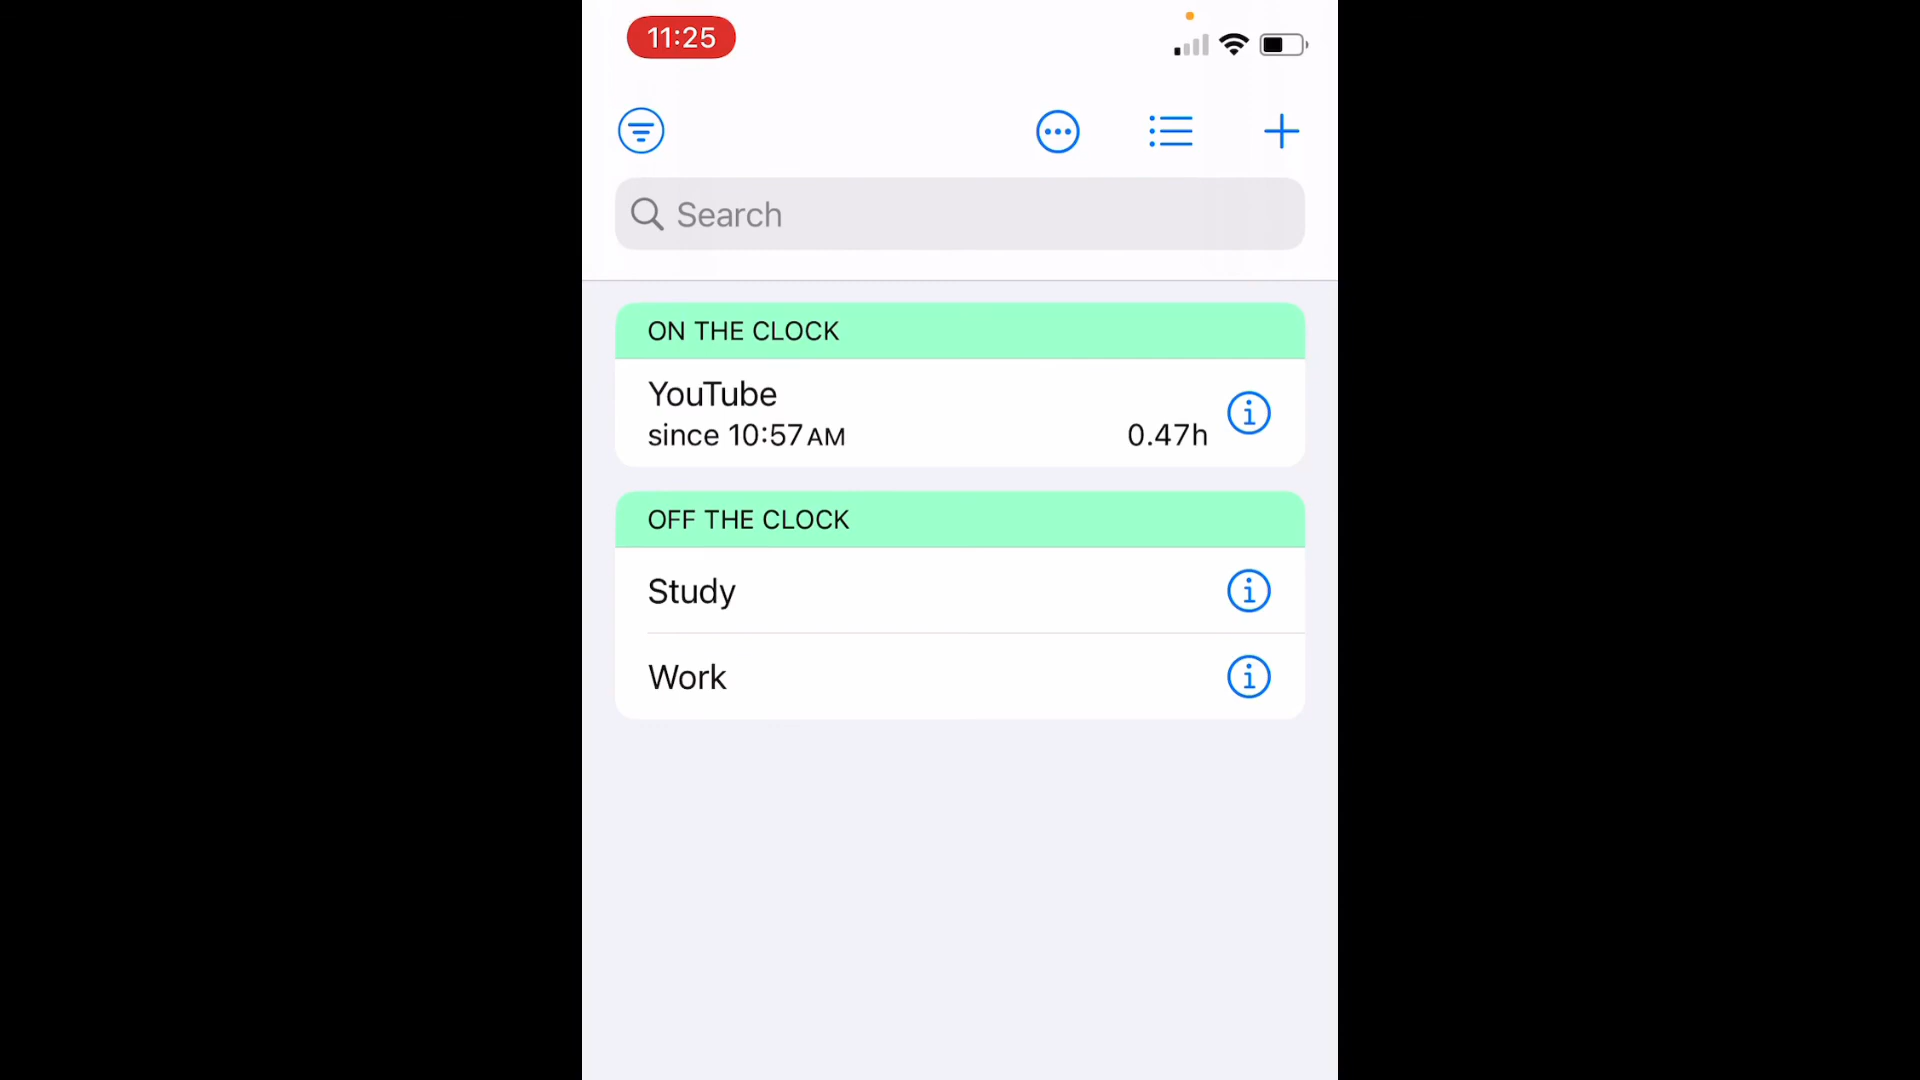 11:25
Search
ON THE CLOCK
YouTube
since 10:57 AM 0.47h
OFF THE CLOCK
Study
Work